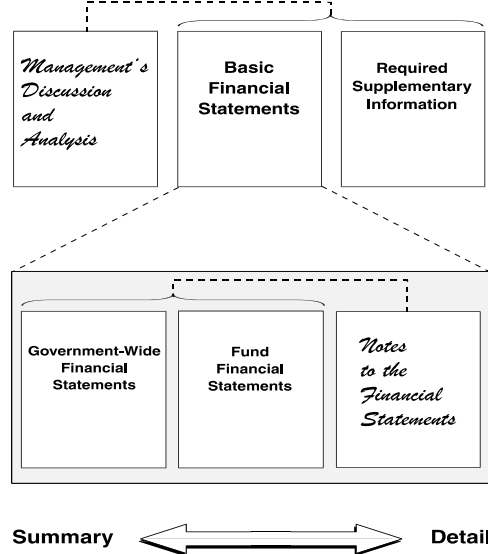 Management's
Discussion
and
Analysis
Basic
Financial
Statements
Required
Supplementary
Information
Government-Wide
Financial
Statements
Fund
Financial
Statements
Notes
to the
Financial
Statements
Summary
Detail